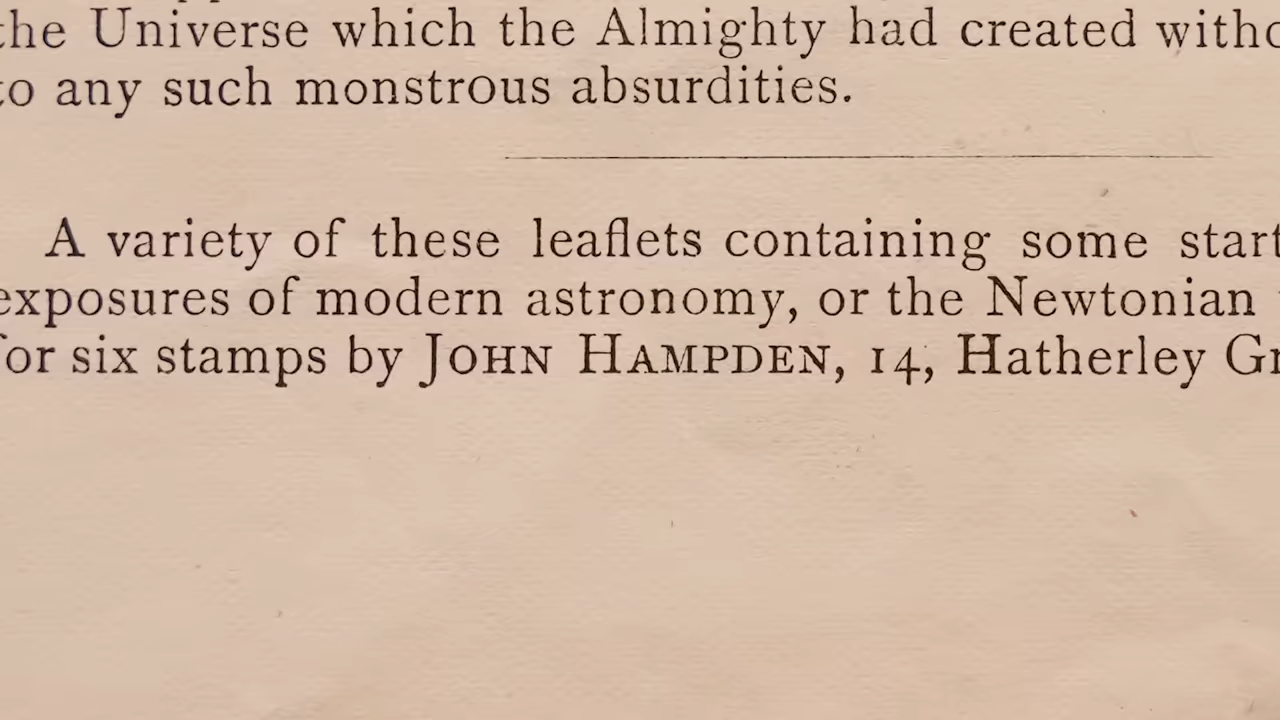 the Universe which the Almighty had created witho
to any such monstrous absurdities.
A variety of these leaflets containing some start
exposures of modern astronomy, or the Newtonian
for six stamps by JOHN HAMPDEN, 14, Hatherley Gr